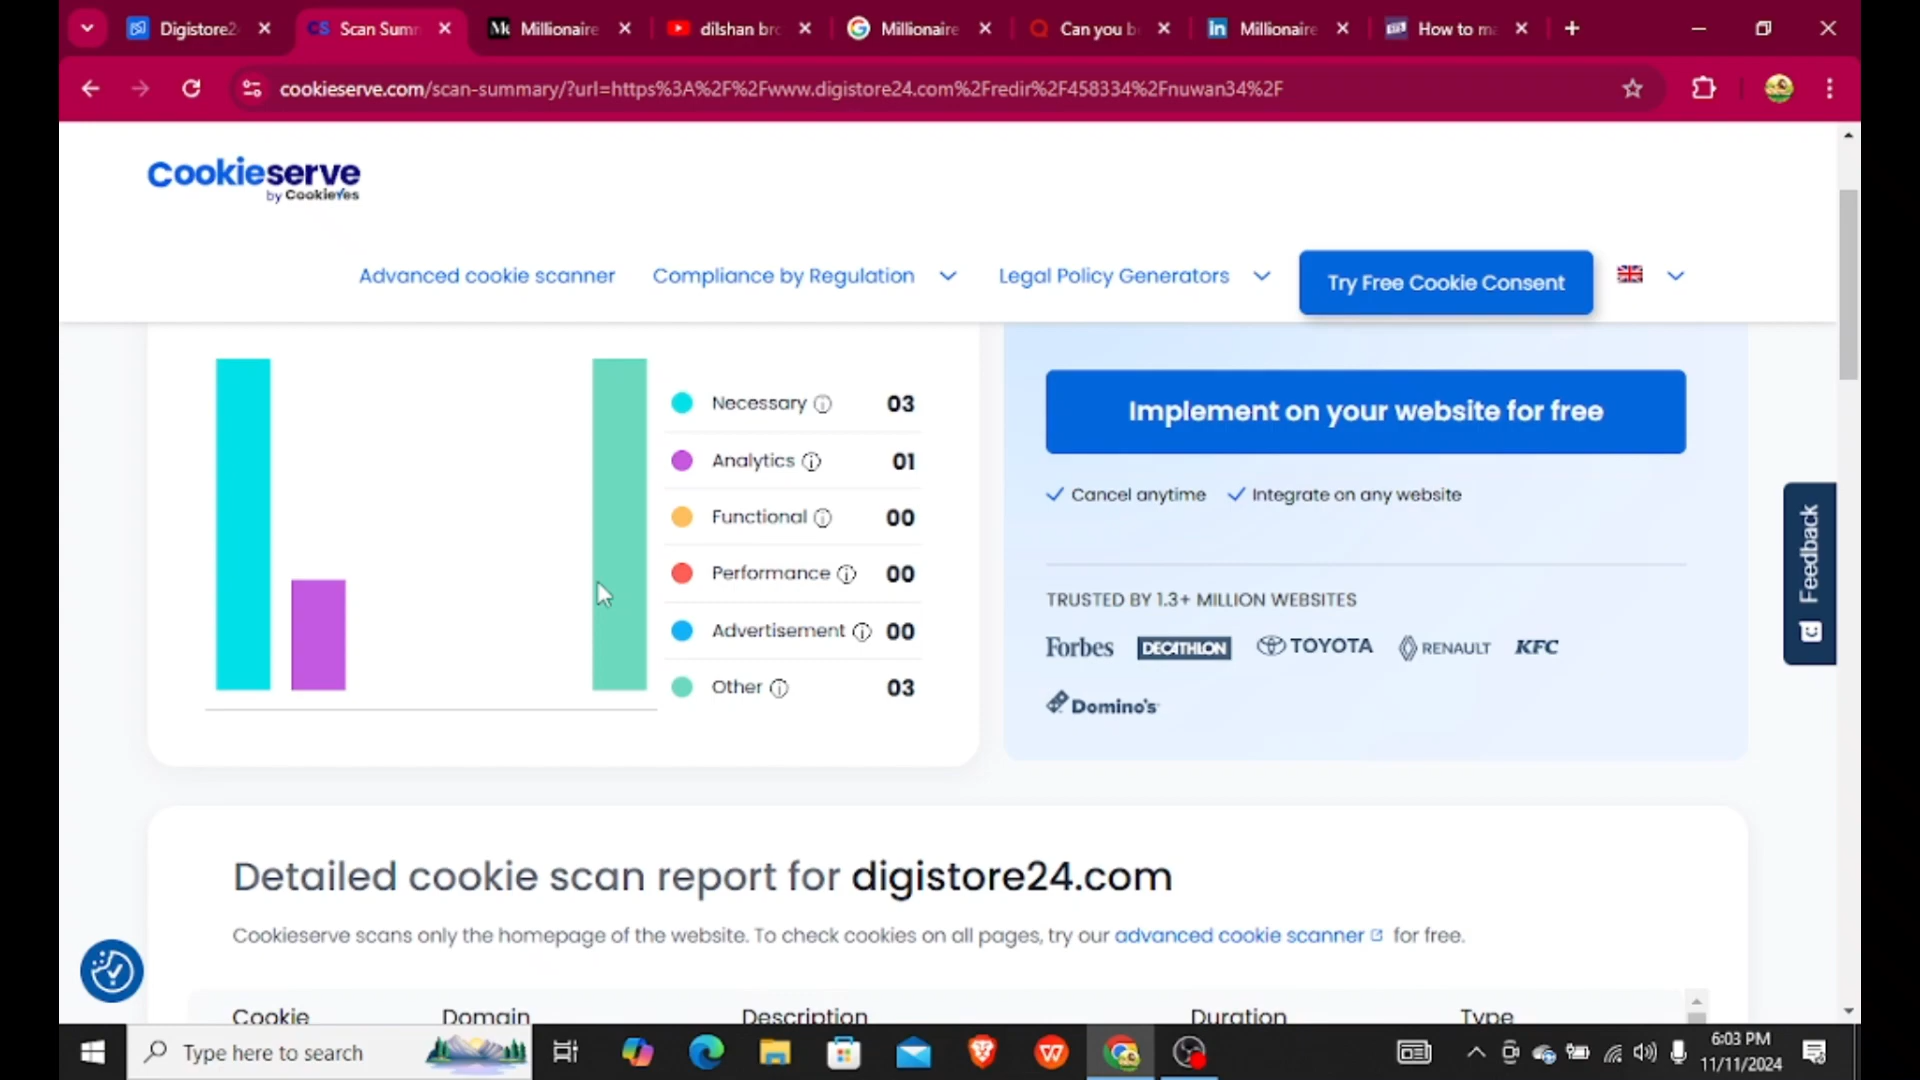 Digistore2
Scan Summ
Millionaire
dilshan bro
Millionaire
Can you b
Millionaire
How to ma
cookieserve.com/scan-summary/?url=https%3A%2F%2Fwww.digistore24.com%2Fredir%2F458334%2Fnuwan34%2F
Cookieserve
by CookieYes
Advanced cookie scanner
Compliance by Regulation
Legal Policy Generators
Try Free Cookie Consent
Necessary 03
Analytics 01
Functional 00
Performance 00
Advertisement 00
Other 03
Implement on your website for free
Cancel anytime
Integrate on any website
TRUSTED BY 1.3+ MILLION WEBSITES
Forbes DECATHLON TOYOTA RENAULT KFC
Domino's
Feedback
Detailed cookie scan report for digistore24.com
Cookieserve scans only the homepage of the website. To check cookies on all pages, try our advanced cookie scanner for free.
Cookie Domain Description Duration Type
Type here to search
6:03 PM
11/11/2024